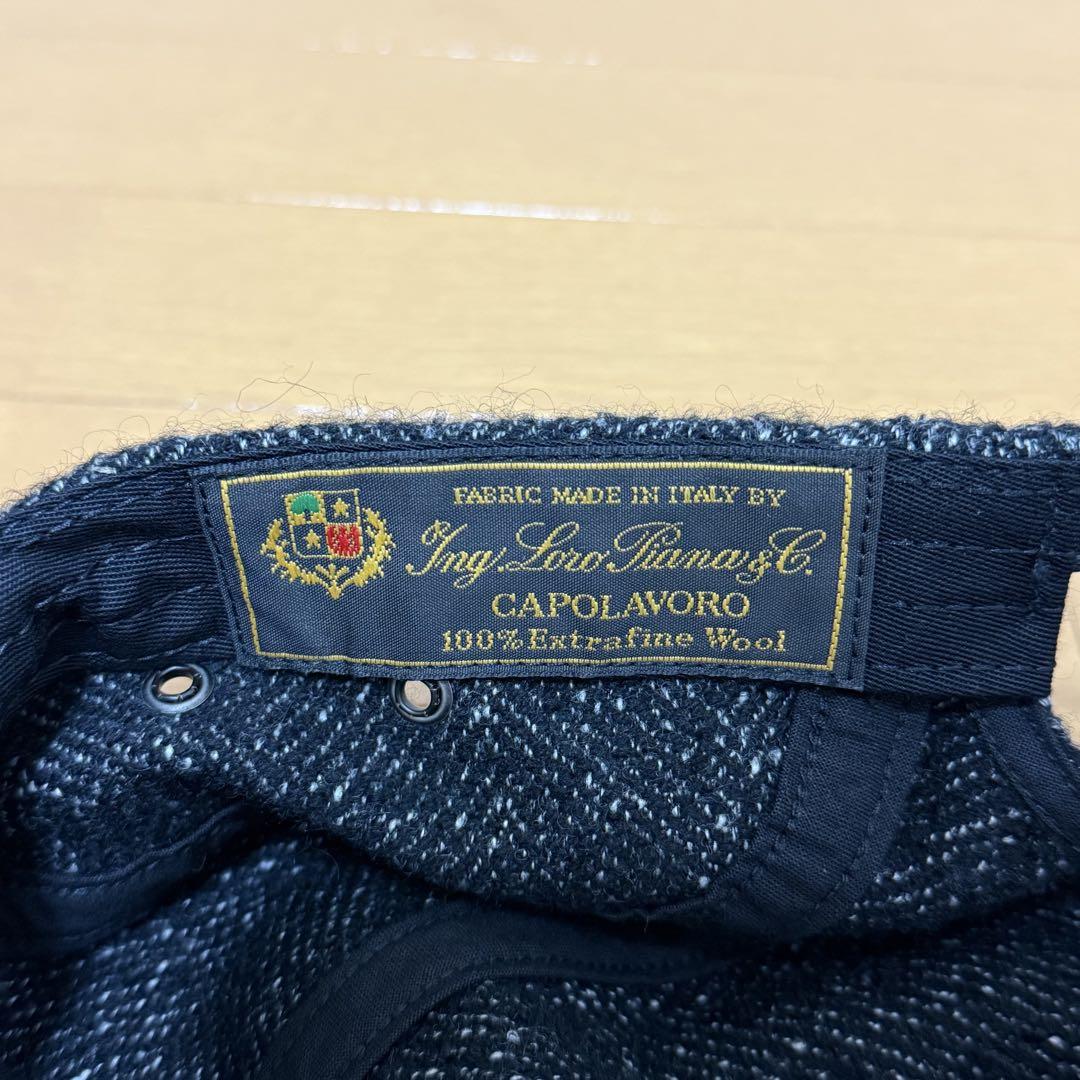 FABRIC MADE IN ITALY BY
Ing. Loro Piana & C.
CAPOLAVORO
100% Extrafine Wool